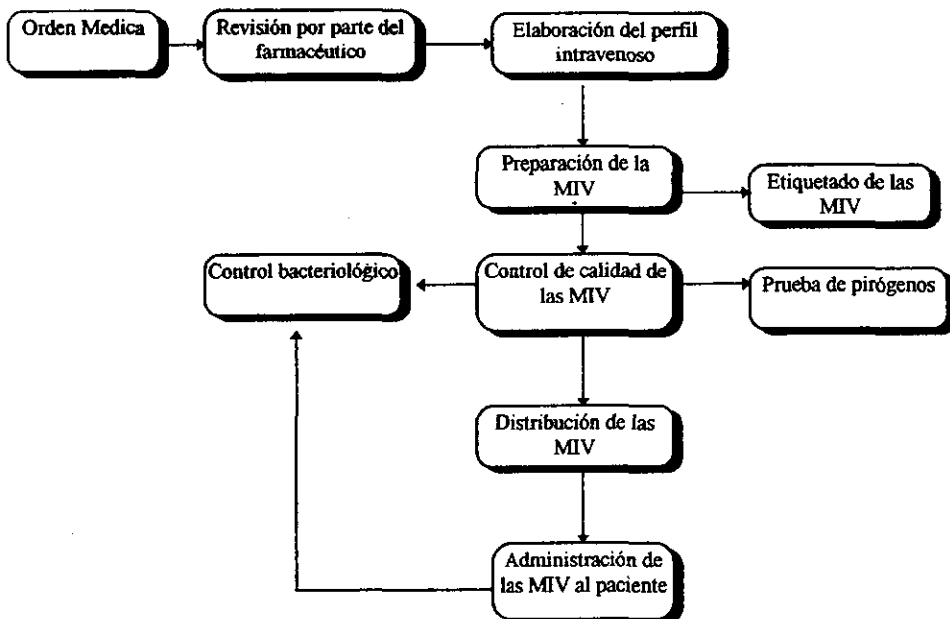 Orden Medica
Revisión por parte del
farmacéutico
Elaboración del perfil
intravenoso
Preparación de la
MIV
Etiquetado de las
MIV
Control bacteriológico
Control de calidad de
las MIV
Prueba de pirógenos
Distribución de las
MIV
Administración de
las MIV al paciente